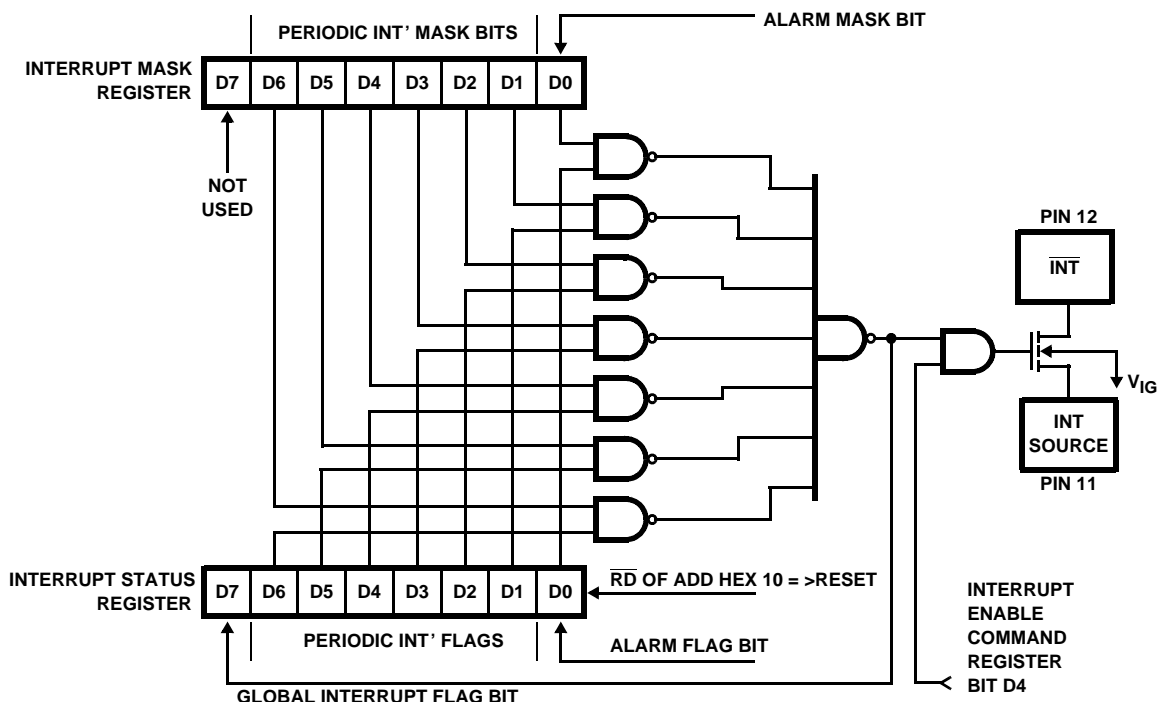 ALARM MASK BIT
PERIODIC INT' MASK BITS
INTERRUPT MASK
REGISTER
D7 D6 D5 D4 D3 D2 D1 D0
NOT
USED
PIN 12
INT
VIG
INT
SOURCE
PIN 11
INTERRUPT STATUS
REGISTER
D7 D6 D5 D4 D3 D2 D1 D0
RD OF ADD HEX 10 = >RESET
PERIODIC INT' FLAGS
ALARM FLAG BIT
GLOBAL INTERRUPT FLAG BIT
INTERRUPT
ENABLE
COMMAND
REGISTER
BIT D4